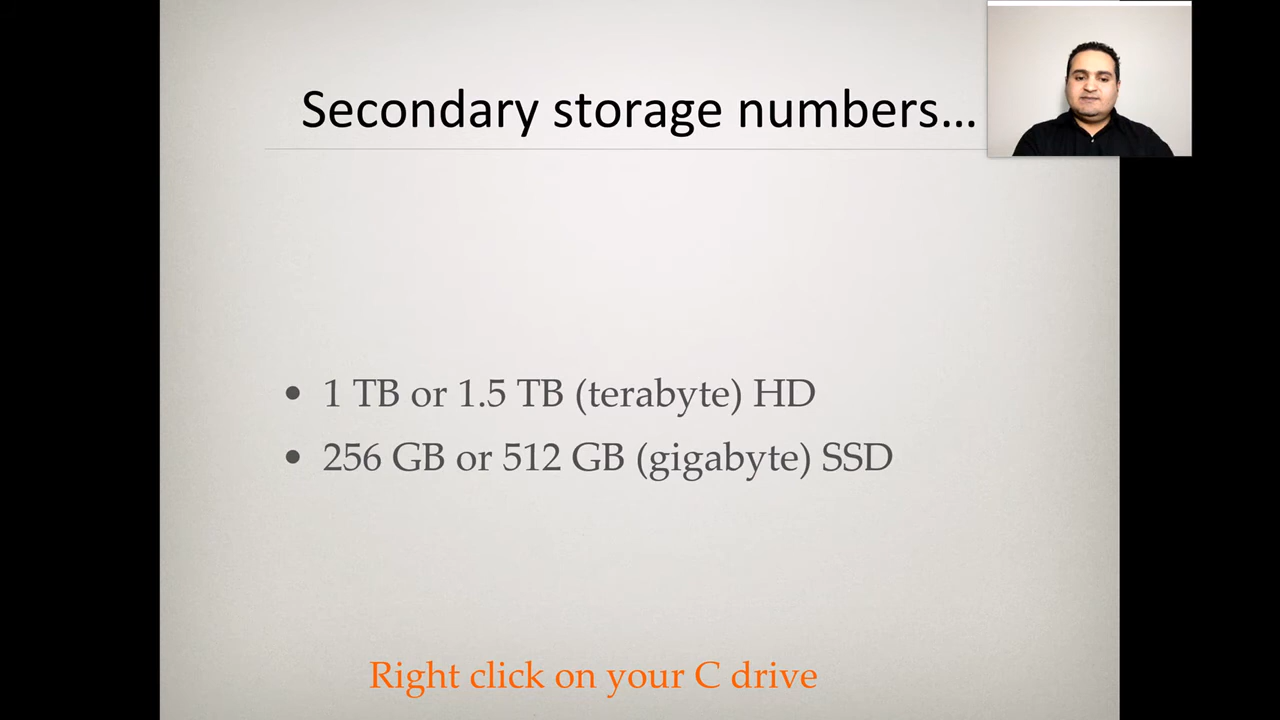 Secondary storage numbers…
• 1 TB or 1.5 TB (terabyte) HD
• 256 GB or 512 GB (gigabyte) SSD
Right click on your C drive